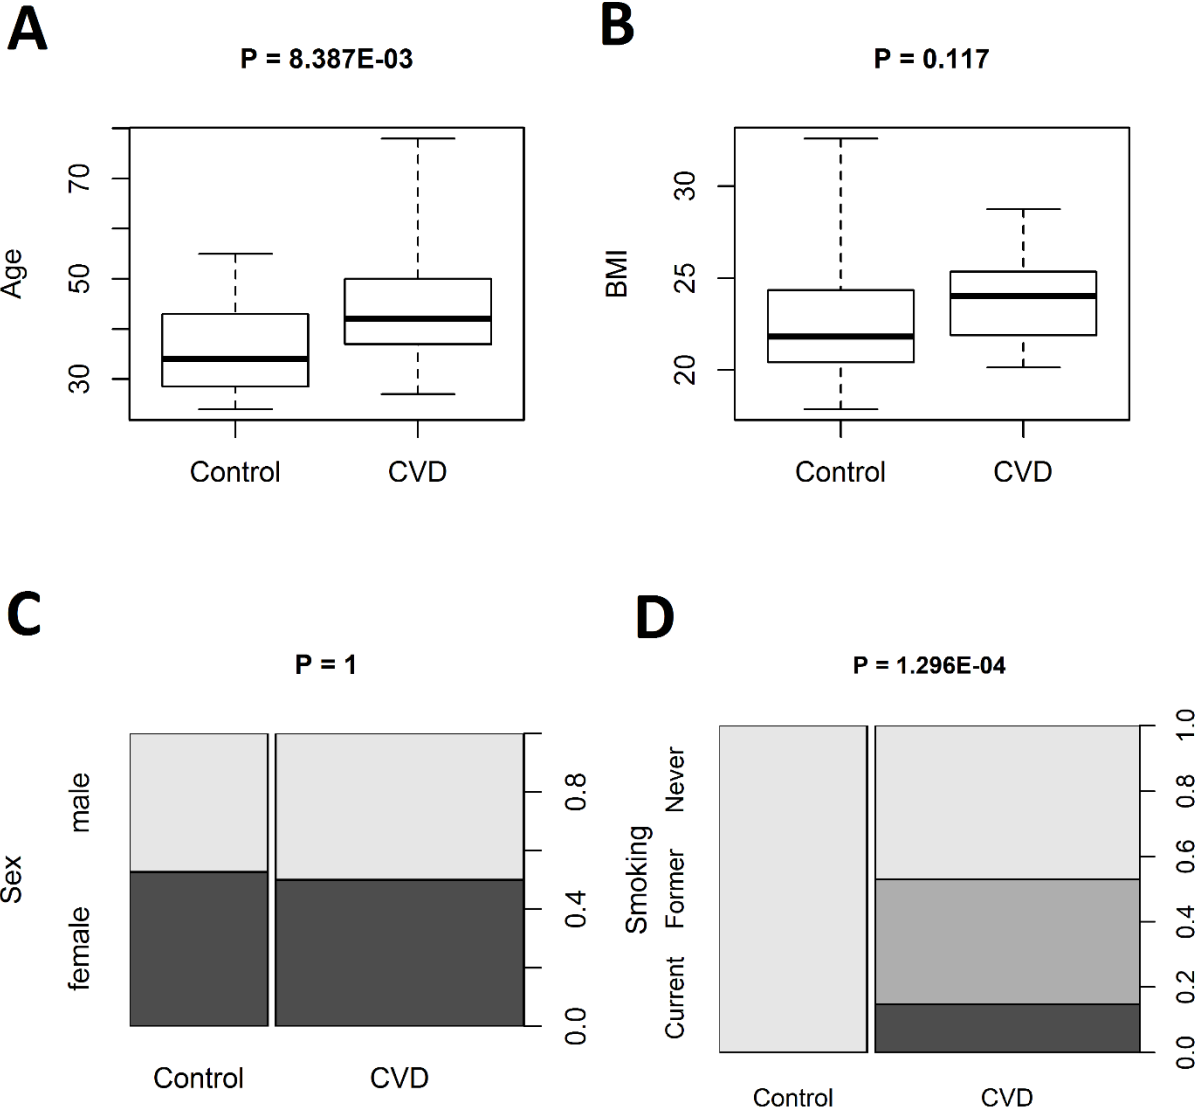 A
P = 8.387E-03
Age
70
50
30
Control
CVD
B
P = 0.117
BMI
30
25
20
Control
CVD
C
P = 1
Sex
male
female
0.8
0.4
0.0
Control
CVD
D
P = 1.296E-04
Smoking
Never
Former
Current
1.0
0.8
0.6
0.4
0.2
0.0
Control
CVD